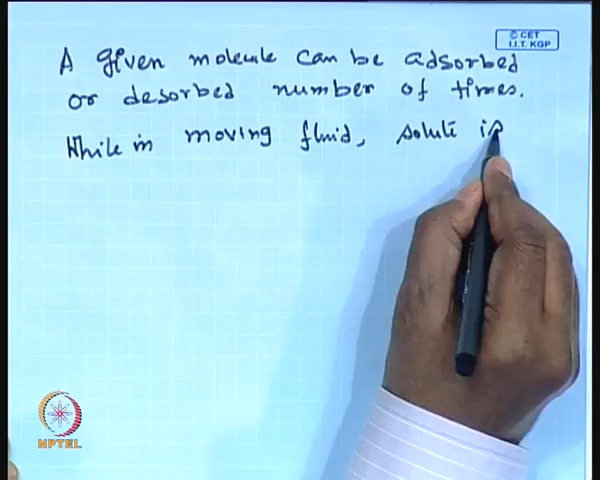 © CET
I.I.T. KGP
A given molecule can be adsorbed
or desorbed number of times.
While in moving fluid, solute is
NPTEL